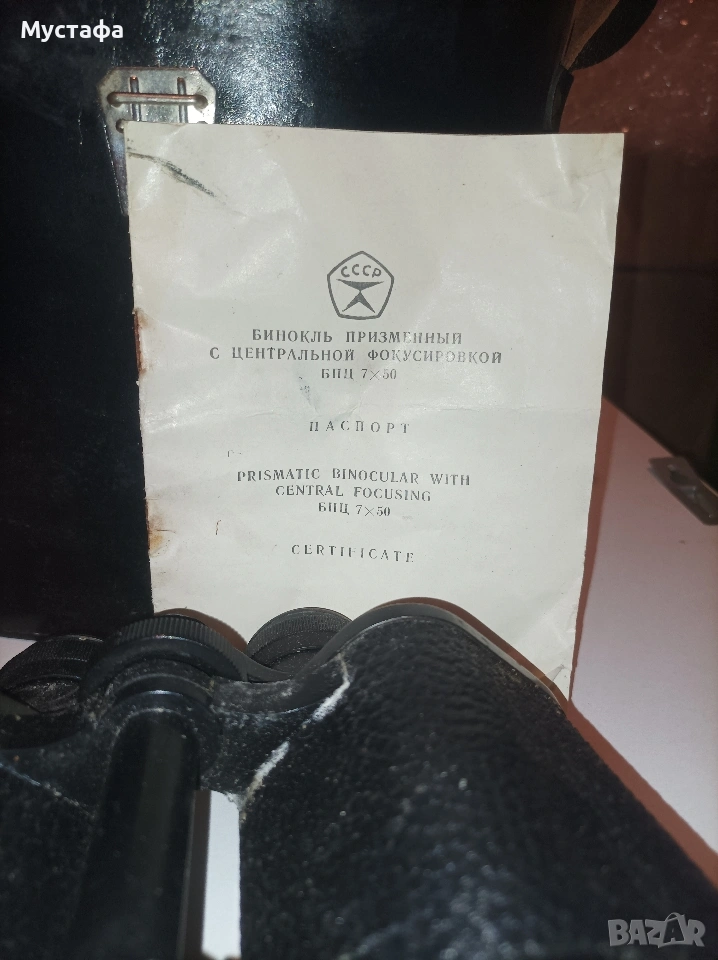 Мустафа
СССР
БИНОКЛЬ ПРИЗМЕННЫЙ
С ЦЕНТРАЛЬНОЙ ФОКУСИРОВКОЙ
БПЦ 7×50
ПАСПОРТ
PRISMATIC BINOCULAR WITH
CENTRAL FOCUSING
БПЦ 7×50
CERTIFICATE
BAZAR